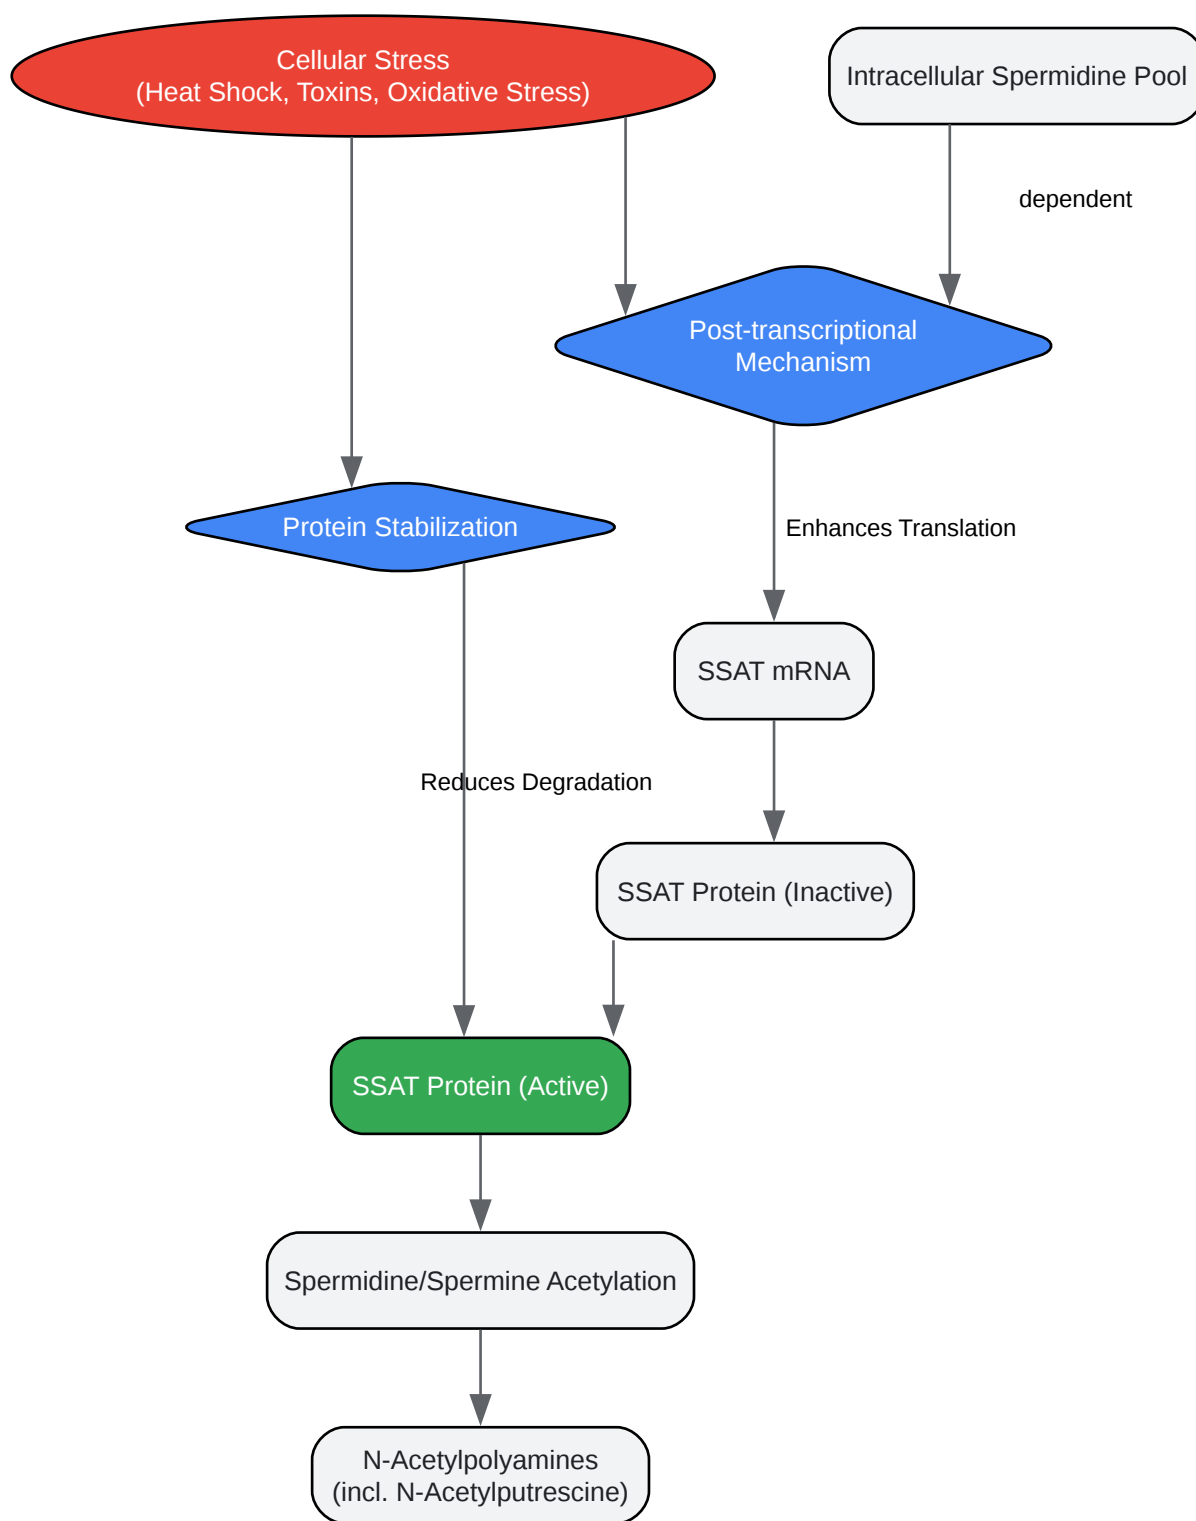 Cellular Stress
(Heat Shock, Toxins, Oxidative Stress)
Intracellular Spermidine Pool
dependent
Post-transcriptional
Mechanism
Protein Stabilization
Enhances Translation
SSAT mRNA
Reduces Degradation
SSAT Protein (Inactive)
SSAT Protein (Active)
Spermidine/Spermine Acetylation
N-Acetylpolyamines
(incl. N-Acetylputrescine)